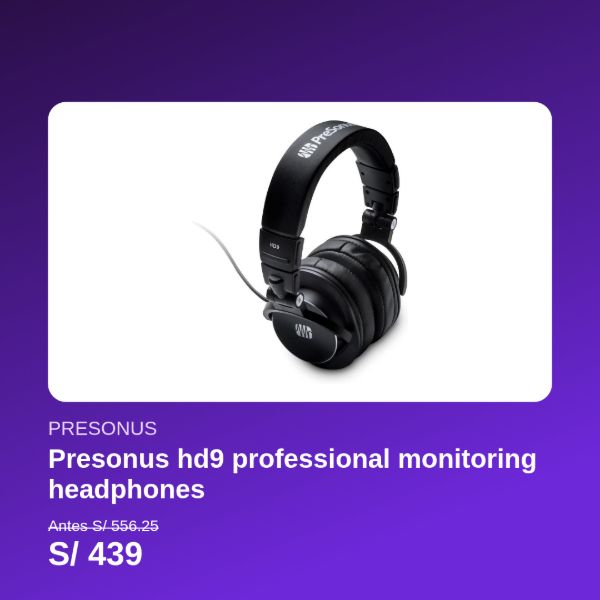 PreSonus
HD9
PRESONUS
Presonus hd9 professional monitoring
headphones
Antes S/ 556.25
S/ 439